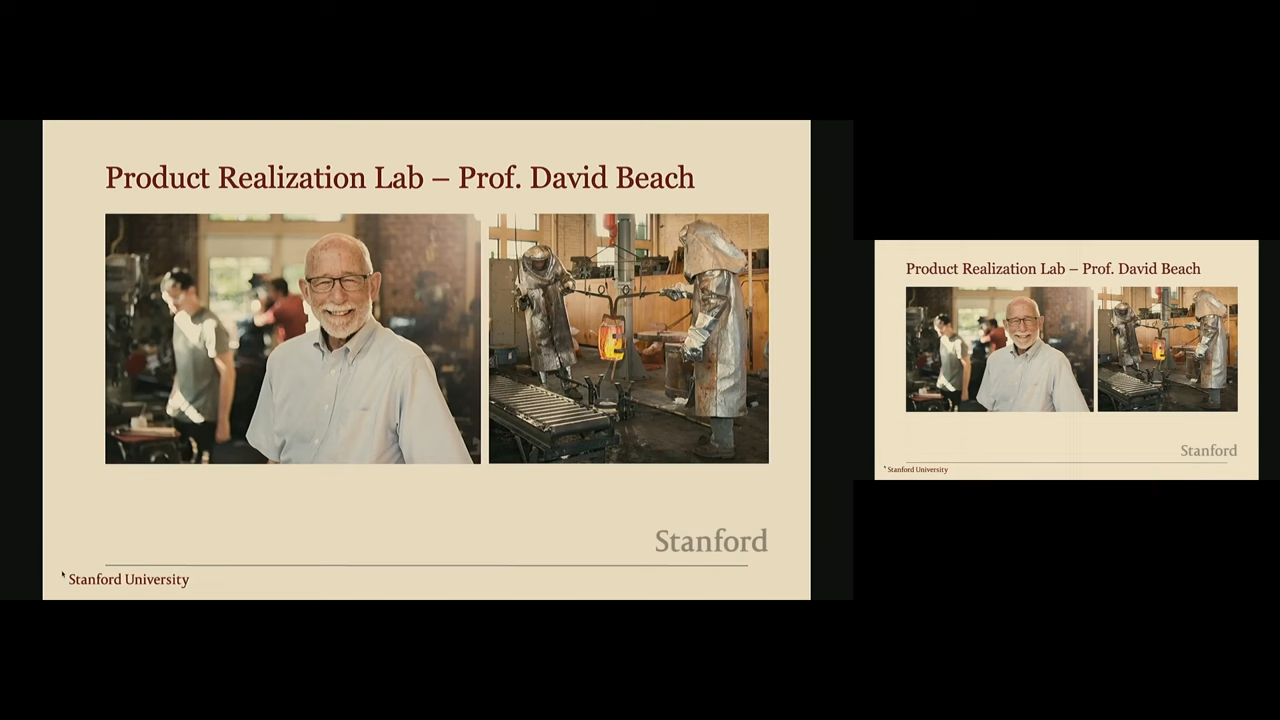 Product Realization Lab – Prof. David Beach
Stanford
Stanford University
Product Realization Lab – Prof. David Beach
Stanford
Stanford University